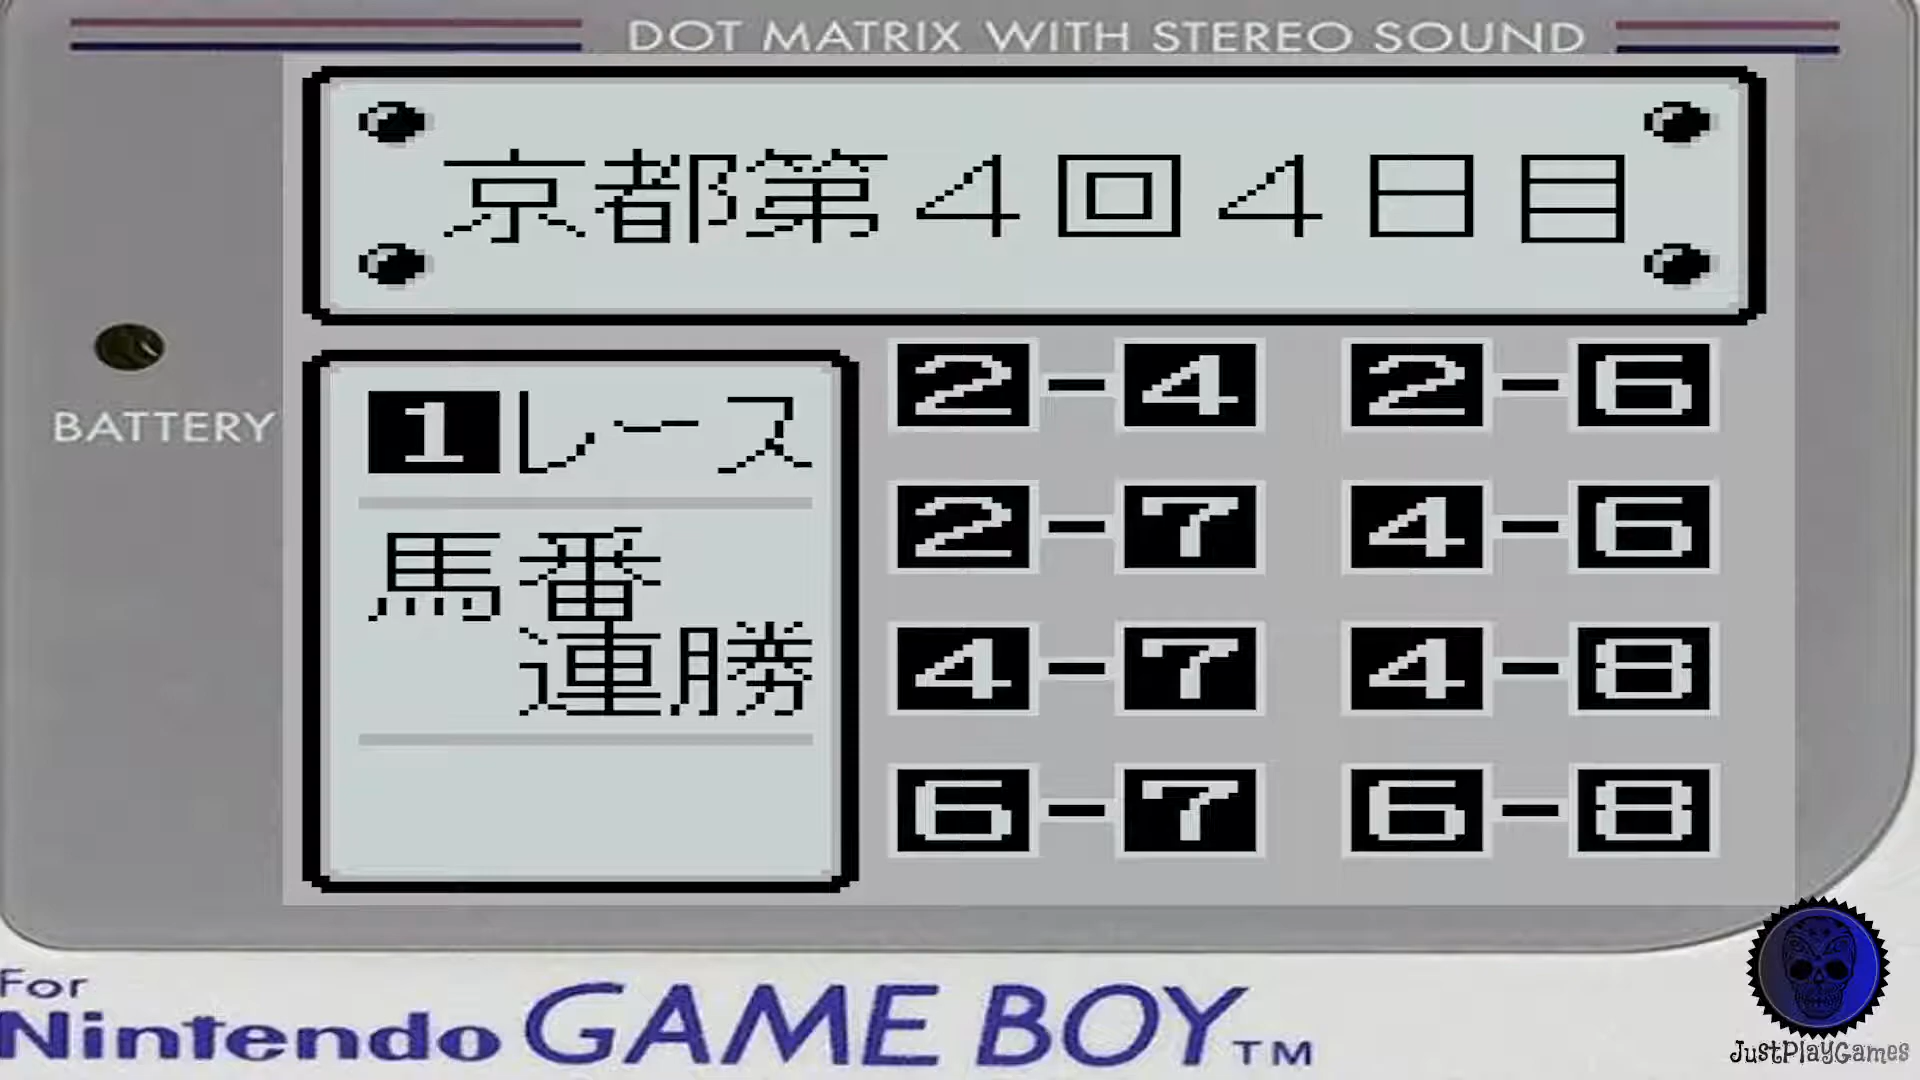 DOT MATRIX WITH STEREO SOUND
京都第4回4日目
BATTERY
1レース
馬番
連勝
2-4 2-6
2-7 4-6
4-7 4-8
6-7 6-8
For
Nintendo GAME BOY™
JustPlayGames